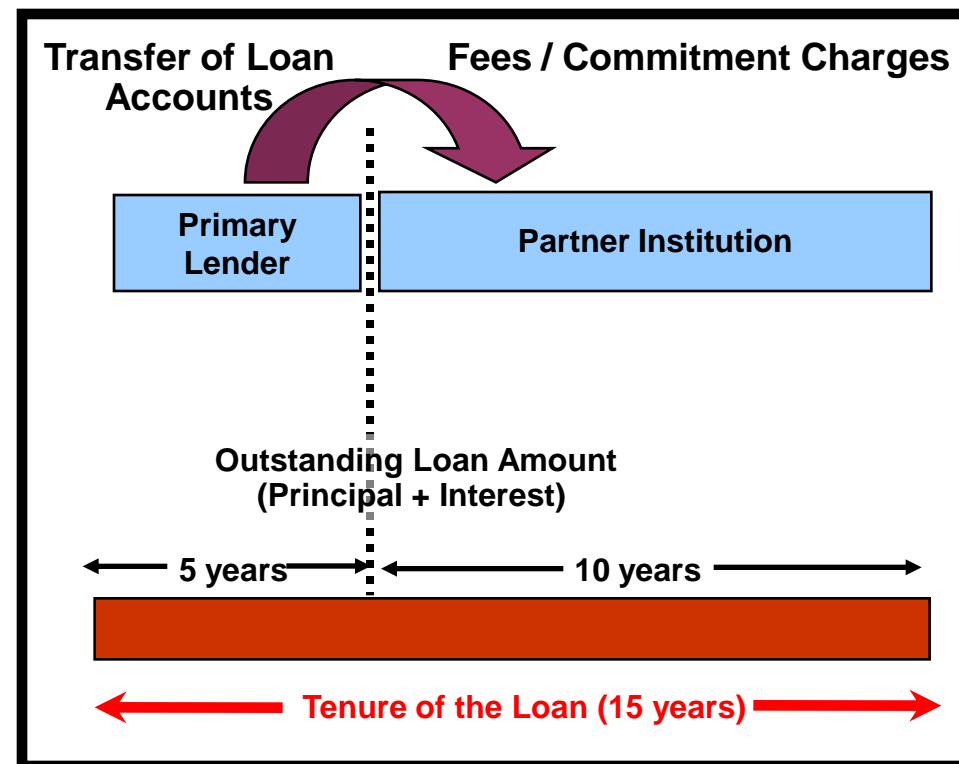 Transfer of Loan
Accounts
Fees / Commitment Charges
Primary
Lender
Partner Institution
Outstanding Loan Amount
(Principal + Interest)
5 years
10 years
Tenure of the Loan (15 years)